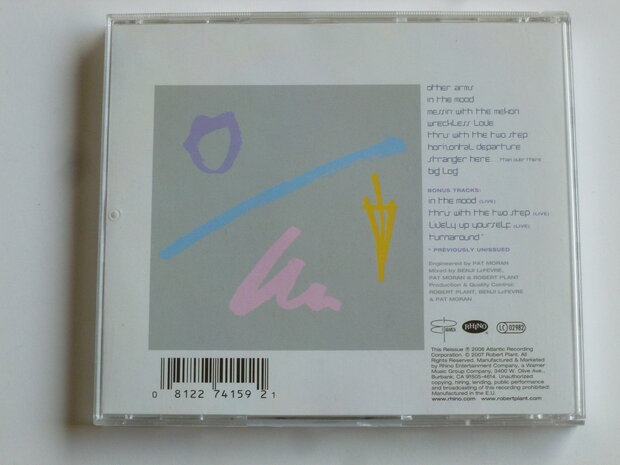 other arms
in the mood
messin with the mekon
wreckless love
thru with the two step
horizontal departure
stranger here... than over there
big log
BONUS TRACKS:
in the mood (LIVE)
thru with the two step (LIVE)
lively up yourself (LIVE)
turnaround*
* PREVIOUSLY UNISSUED
Engineered by PAT MORAN
Mixed by BENJI LeFEVRE,
PAT MORAN & ROBERT PLANT
Production & Quality Control:
ROBERT PLANT, BENJI LeFEVRE
& PAT MORAN
RHINO
LC 02982
This Reissue ℗ 2006 Atlantic Recording
Corporation. © 2007 Robert Plant. All
Rights Reserved. Manufactured & Marketed
by Rhino Entertainment Company, a Warner
Music Group Company, 3400 W. Olive Ave.,
Burbank, CA 91505-4614. Unauthorized
copying, hiring, lending, public performance
and broadcasting of this recording prohibited.
Manufactured in the E.U.
www.rhino.com www.robertplant.com
0 8122 74159 2 1